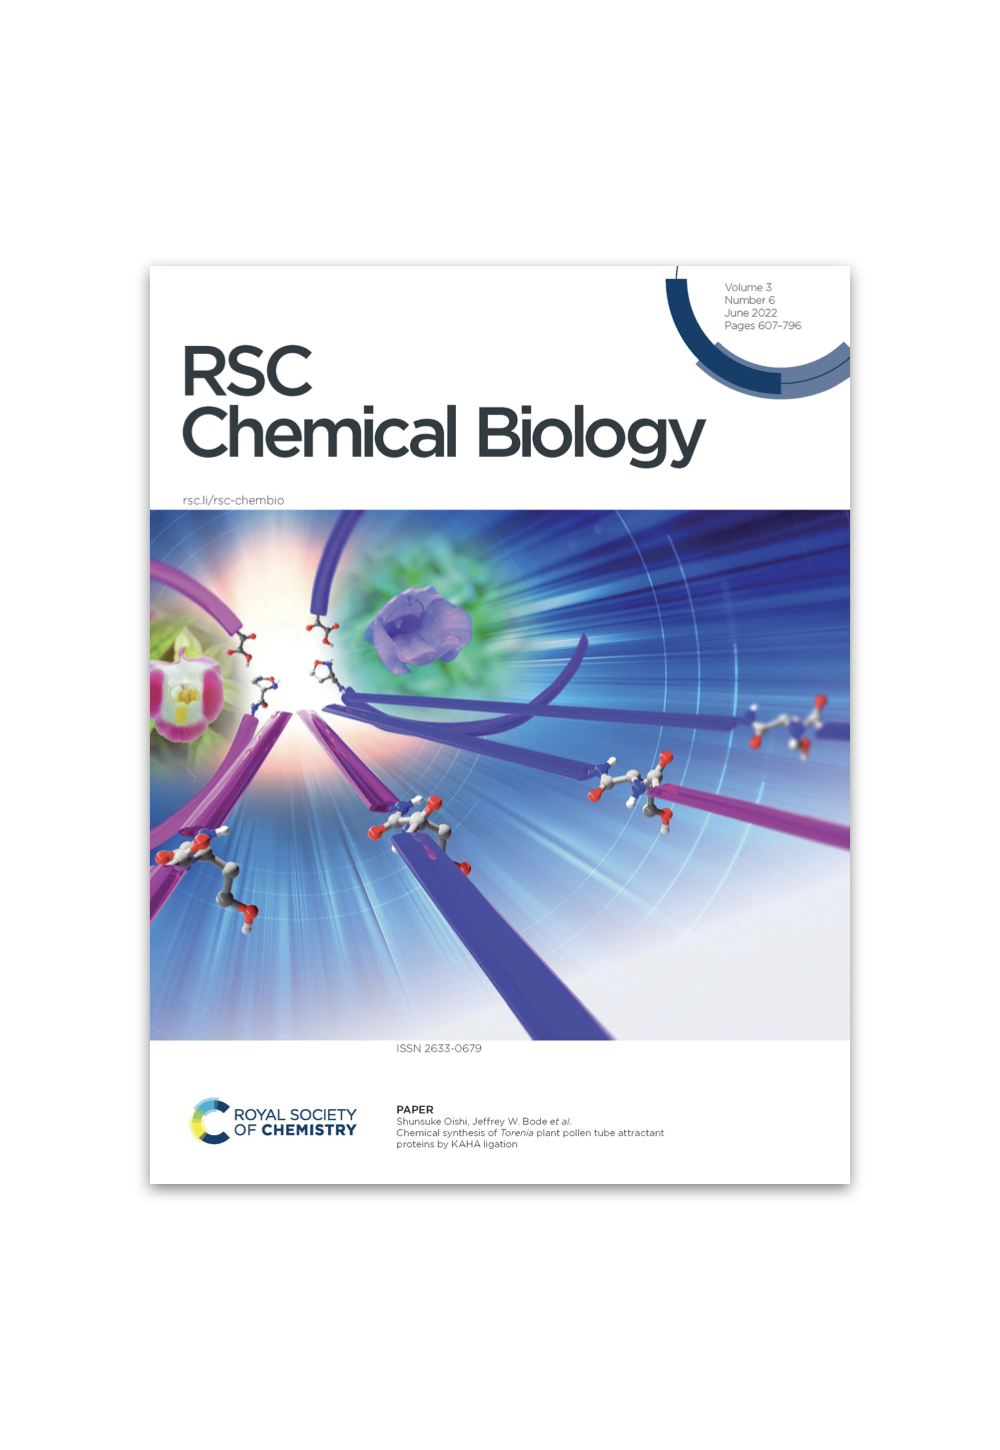 Volume 3
Number 6
June 2022
Pages 607–796
RSC
Chemical Biology
rsc.li/rsc-chembio
ISSN 2633-0679
ROYAL SOCIETY
OF CHEMISTRY
PAPER
Shunsuke Oishi, Jeffrey W. Bode et al.
Chemical synthesis of Torenia plant pollen tube attractant
proteins by KAHA ligation